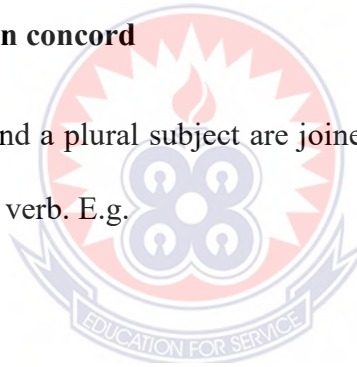 n concord
nd a plural subject are joine
verb. E.g.
EDUCATION FOR SERVICE